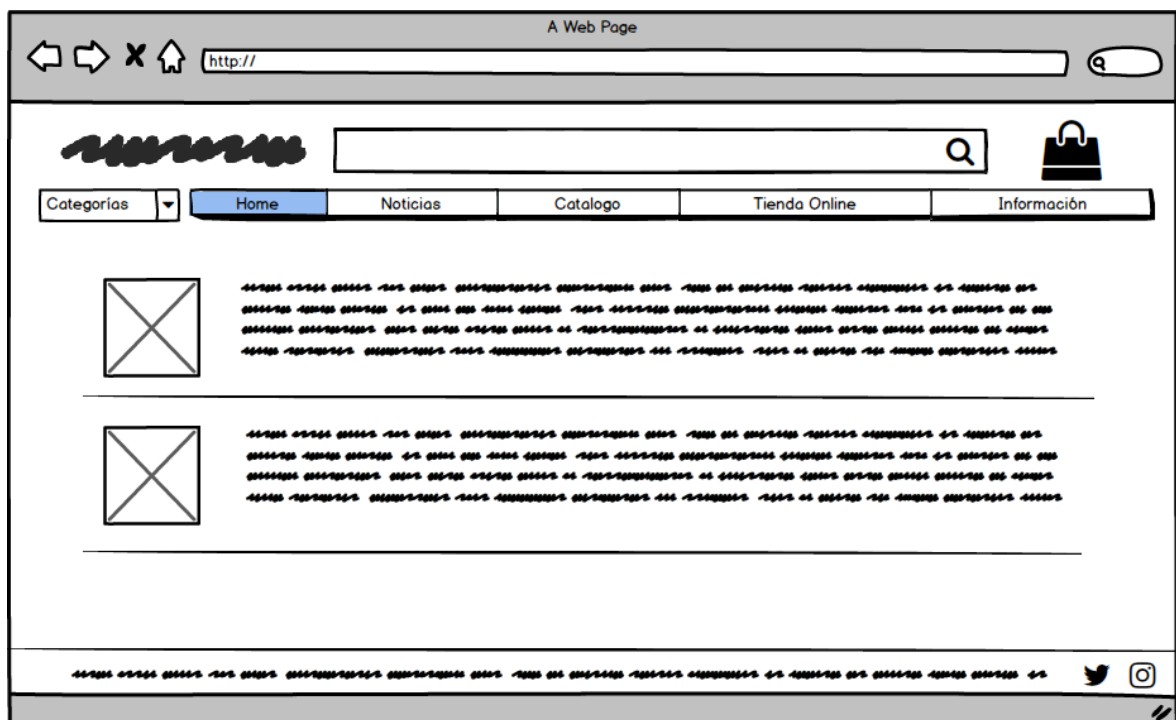 A Web Page
http://
Categorías Home Noticias Catalogo Tienda Online Información